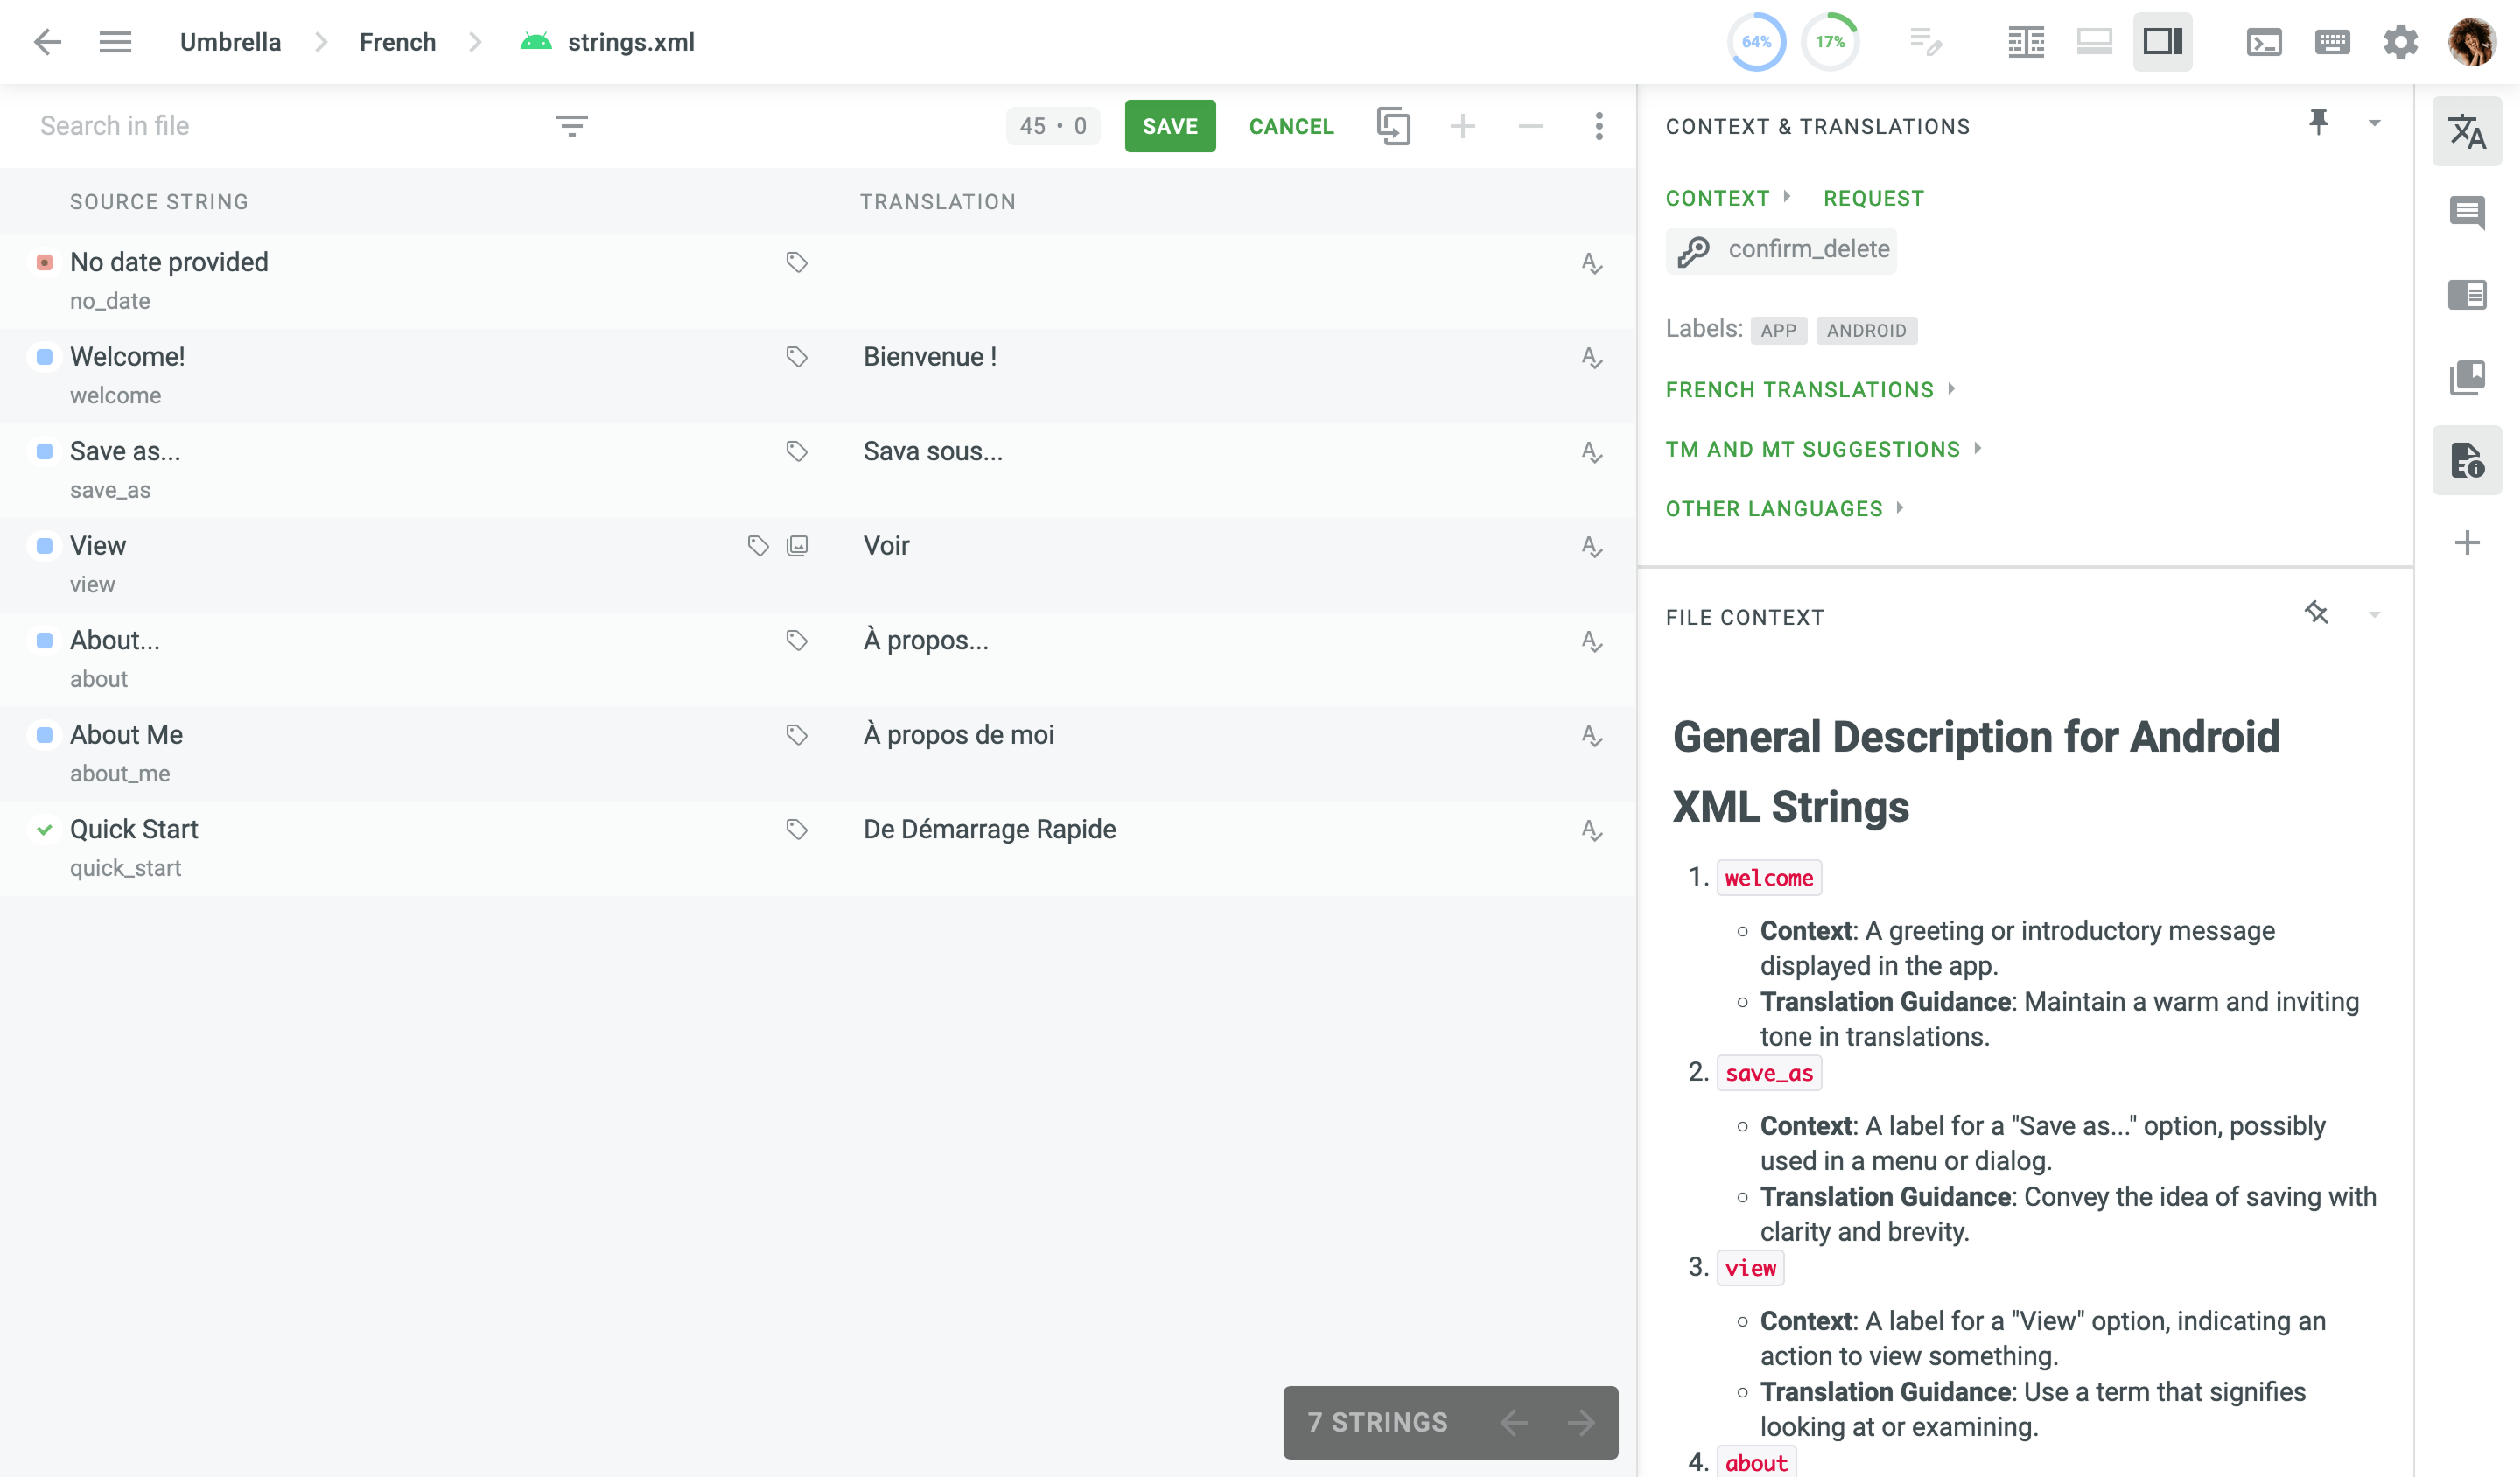 Umbrella
French
strings.xml
64%
17%
Search in file
45 • 0
SAVE
CANCEL
SOURCE STRING
TRANSLATION
No date provided
no_date
Welcome!
Bienvenue !
welcome
Save as...
Sava sous...
save_as
View
Voir
view
About...
À propos...
about
About Me
À propos de moi
about_me
Quick Start
De Démarrage Rapide
quick_start
7 STRINGS
CONTEXT & TRANSLATIONS
CONTEXT
REQUEST
confirm_delete
Labels: APP ANDROID
FRENCH TRANSLATIONS
TM AND MT SUGGESTIONS
OTHER LANGUAGES
FILE CONTEXT
General Description for Android
XML Strings
1. welcome
Context: A greeting or introductory message
displayed in the app.
Translation Guidance: Maintain a warm and inviting
tone in translations.
2. save_as
Context: A label for a "Save as..." option, possibly
used in a menu or dialog.
Translation Guidance: Convey the idea of saving with
clarity and brevity.
3. view
Context: A label for a "View" option, indicating an
action to view something.
Translation Guidance: Use a term that signifies
looking at or examining.
4. about